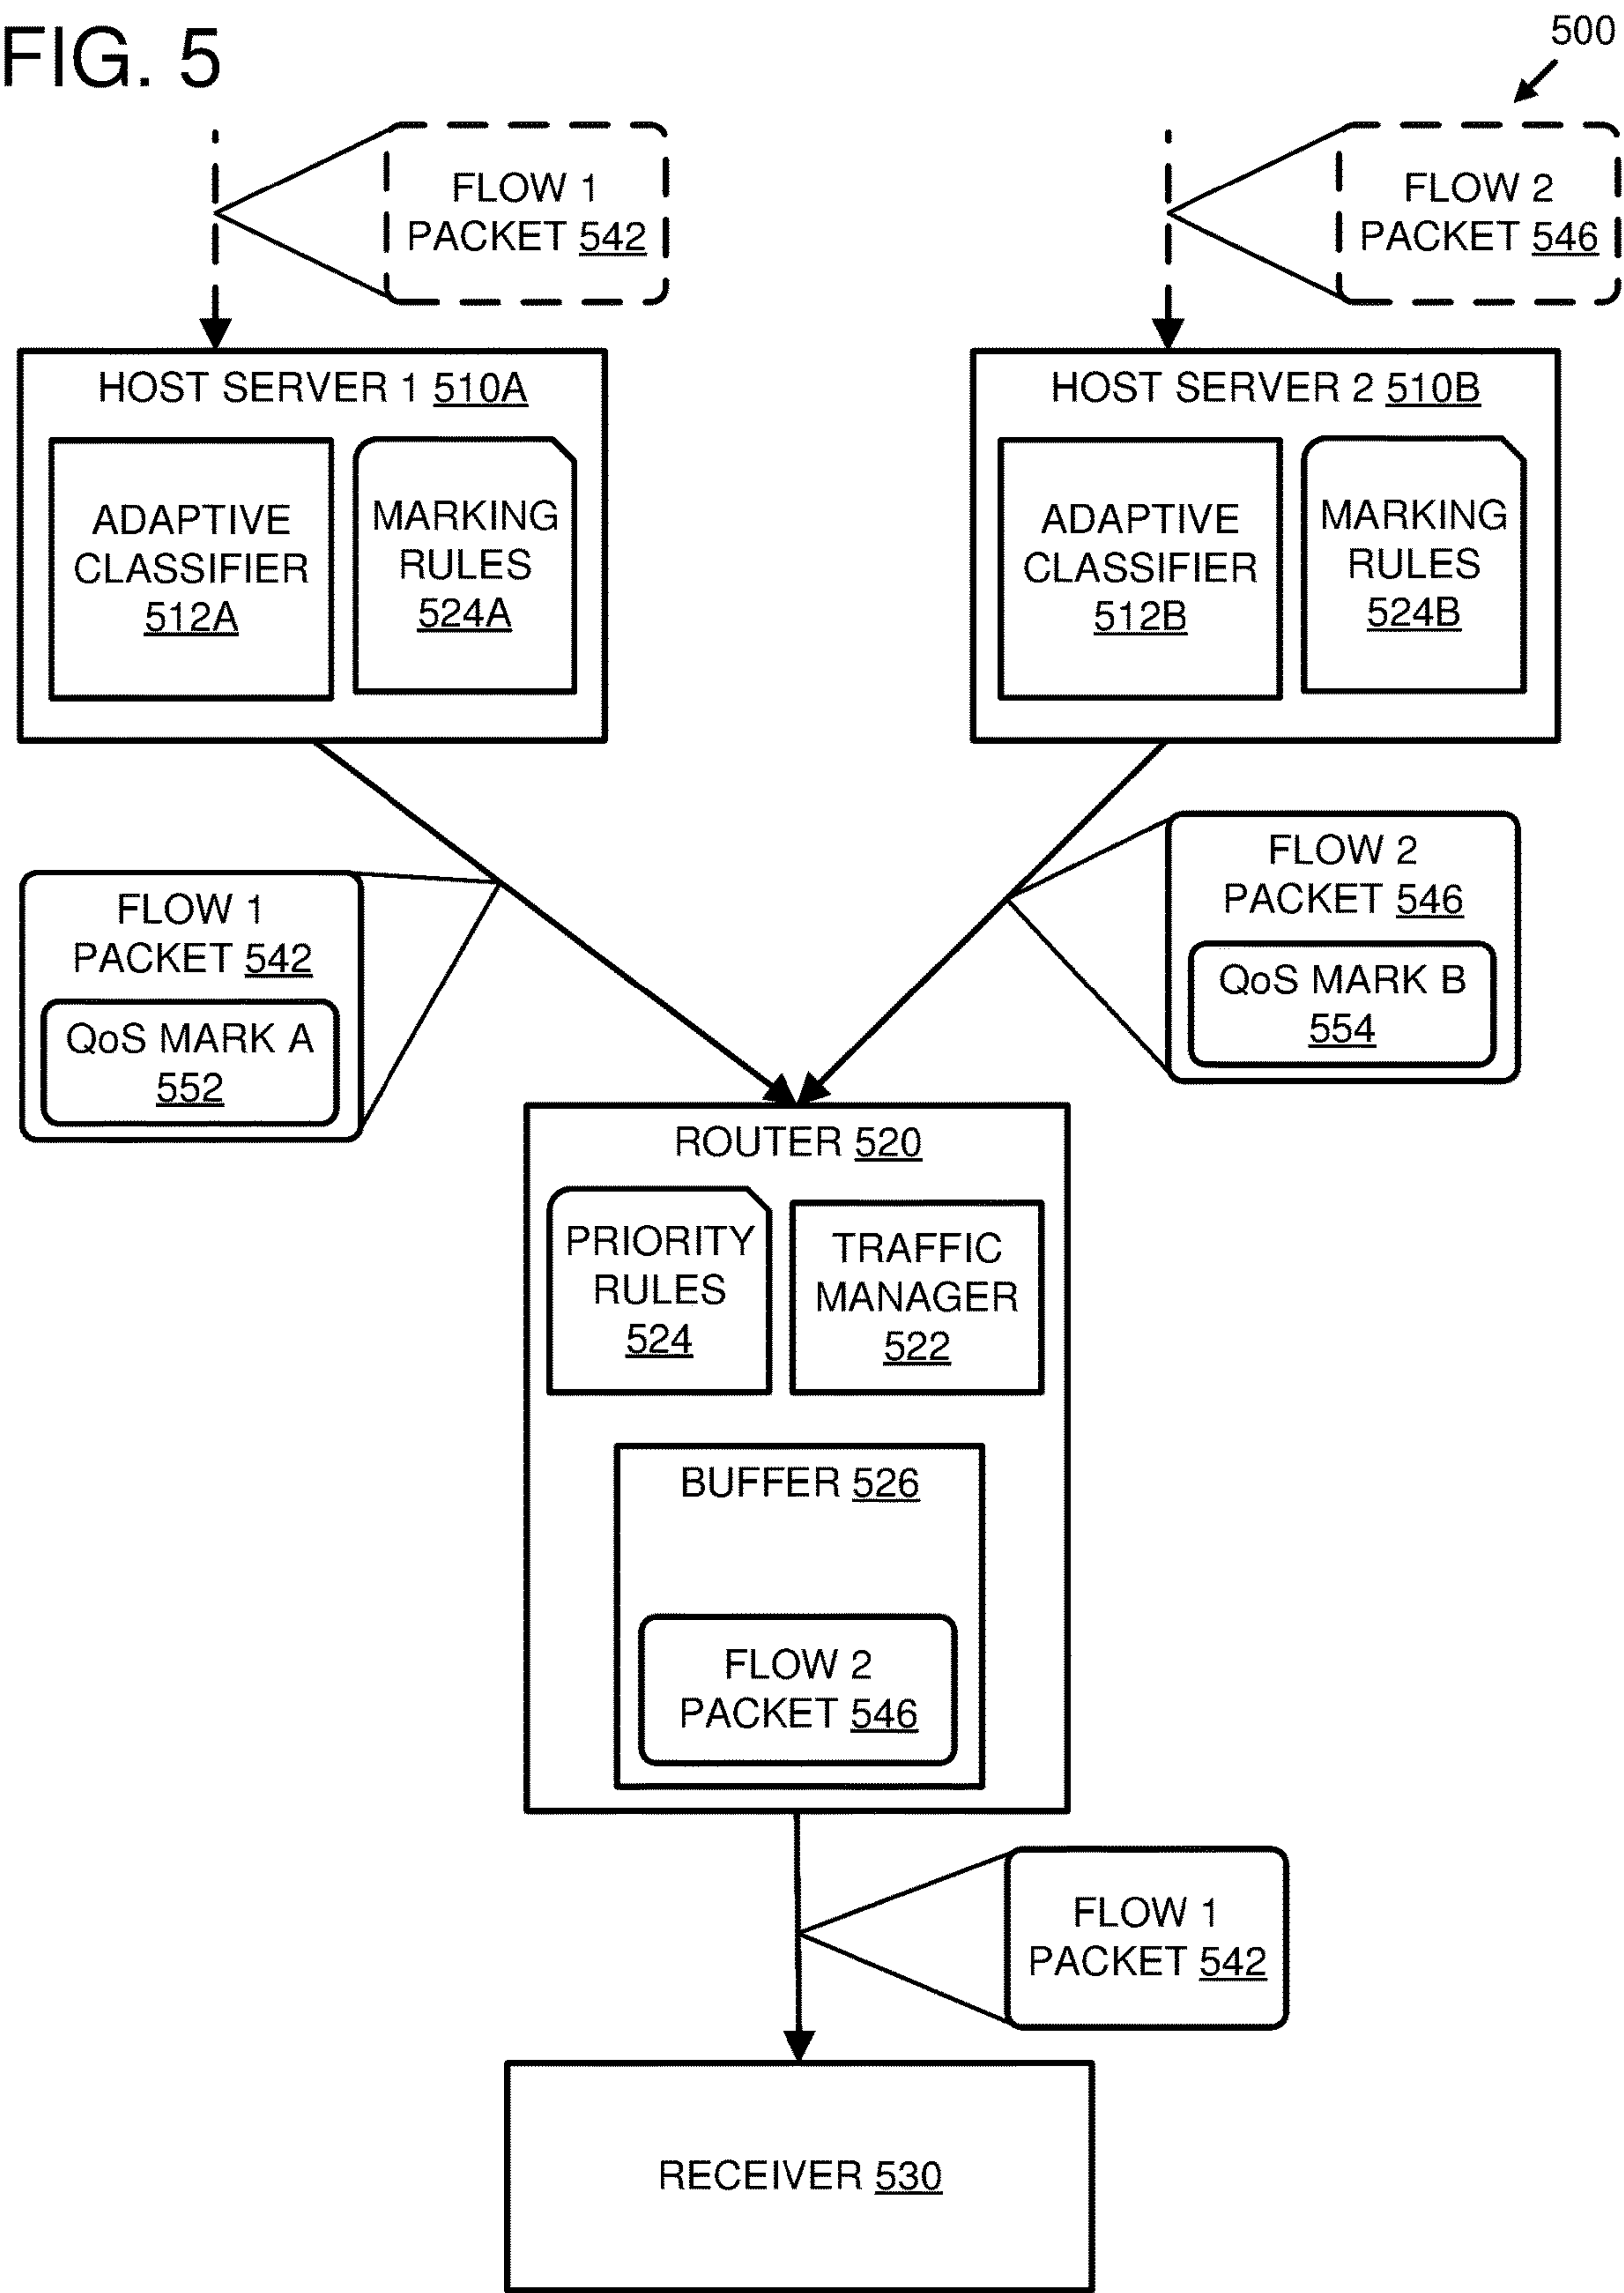 FIG. 5
500
FLOW 1
PACKET 542
FLOW 2
PACKET 546
HOST SERVER 1 510A
ADAPTIVE
CLASSIFIER
512A
MARKING
RULES
524A
HOST SERVER 2 510B
ADAPTIVE
CLASSIFIER
512B
MARKING
RULES
524B
FLOW 1
PACKET 542
QoS MARK A
552
FLOW 2
PACKET 546
QoS MARK B
554
ROUTER 520
PRIORITY
RULES
524
TRAFFIC
MANAGER
522
BUFFER 526
FLOW 2
PACKET 546
FLOW 1
PACKET 542
RECEIVER 530